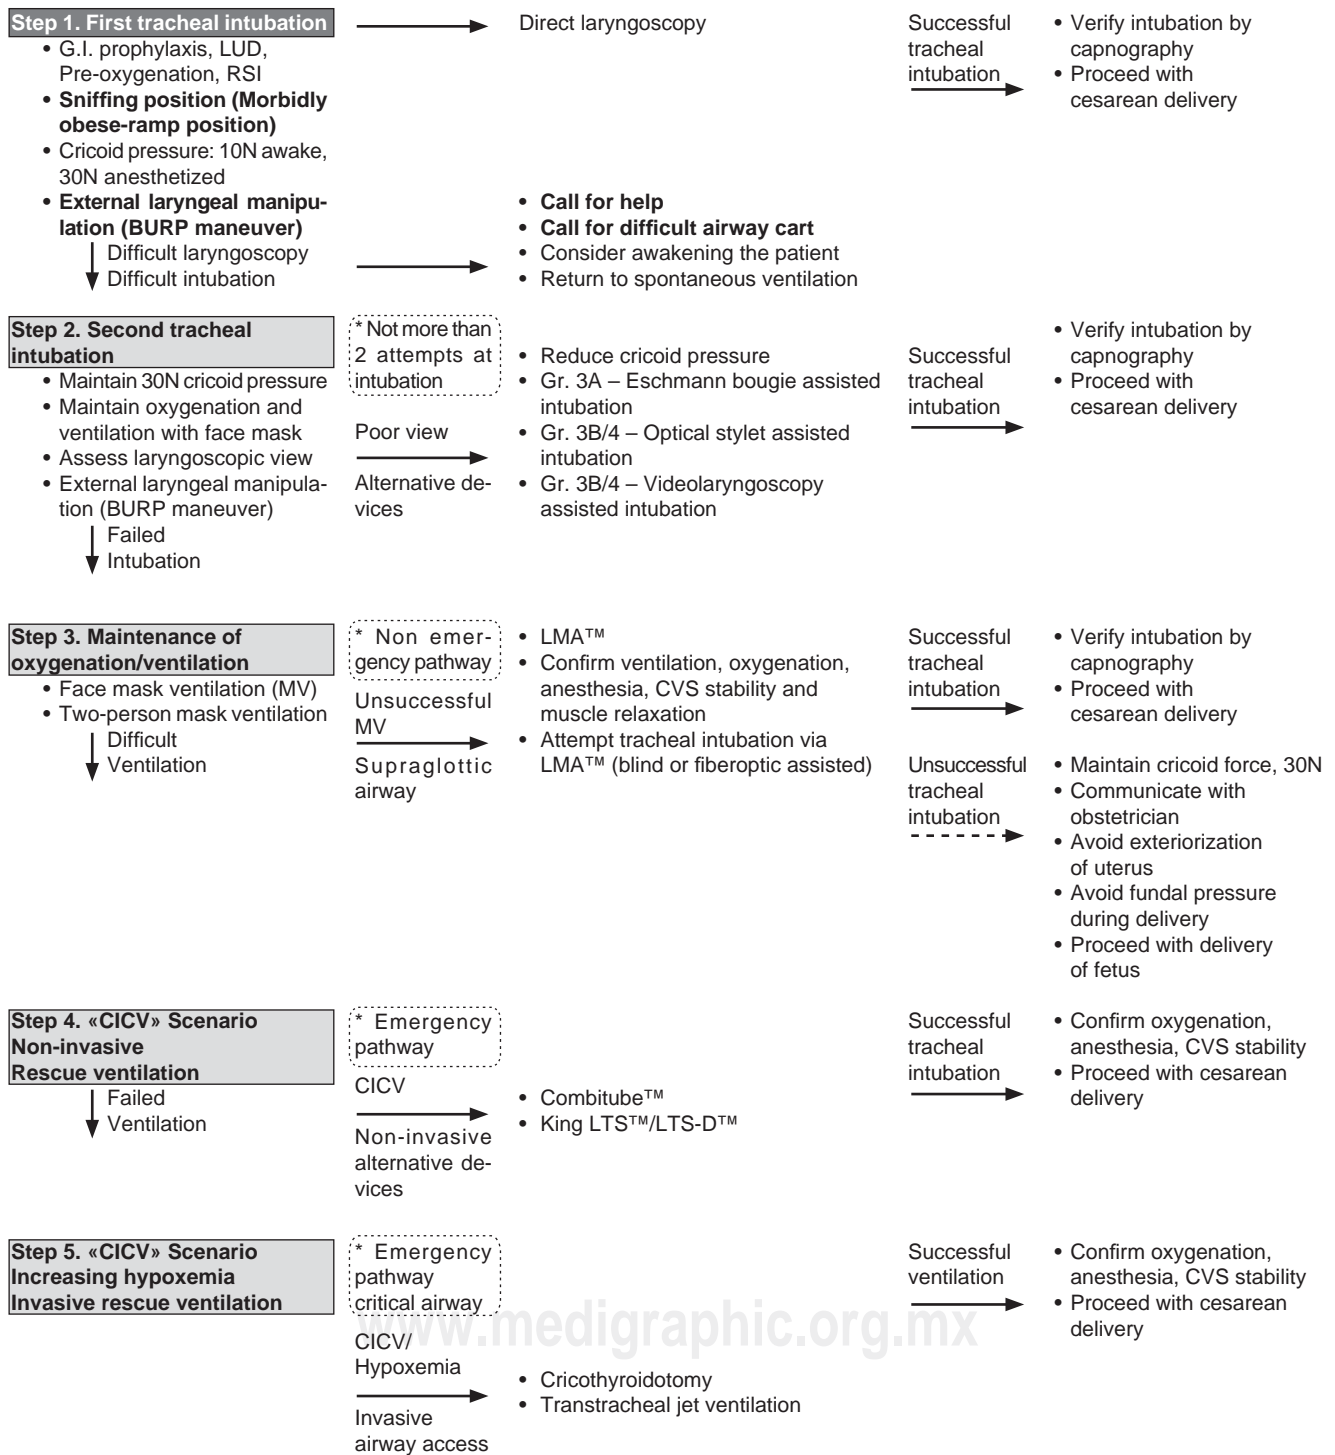 Step 1. First tracheal intubation
• G.I. prophylaxis, LUD,
Pre-oxygenation, RSI
• Sniffing position (Morbidly
obese-ramp position)
• Cricoid pressure: 10N awake,
30N anesthetized
• External laryngeal manipu-
lation (BURP maneuver)
Difficult laryngoscopy
Difficult intubation
Direct laryngoscopy
• Call for help
• Call for difficult airway cart
• Consider awakening the patient
• Return to spontaneous ventilation
Successful
tracheal
intubation
• Verify intubation by
capnography
• Proceed with
cesarean delivery
Step 2. Second tracheal
intubation
• Maintain 30N cricoid pressure
• Maintain oxygenation and
ventilation with face mask
• Assess laryngoscopic view
• External laryngeal manipula-
tion (BURP maneuver)
Failed
Intubation
* Not more than
2 attempts at
intubation
Poor view
Alternative de-
vices
• Reduce cricoid pressure
• Gr. 3A – Eschmann bougie assisted
intubation
• Gr. 3B/4 – Optical stylet assisted
intubation
• Gr. 3B/4 – Videolaryngoscopy
assisted intubation
Successful
tracheal
intubation
• Verify intubation by
capnography
• Proceed with
cesarean delivery
Step 3. Maintenance of
oxygenation/ventilation
• Face mask ventilation (MV)
• Two-person mask ventilation
Difficult
Ventilation
* Non emer-
gency pathway
Unsuccessful
MV
Supraglottic
airway
• LMA™
• Confirm ventilation, oxygenation,
anesthesia, CVS stability and
muscle relaxation
• Attempt tracheal intubation via
LMA™ (blind or fiberoptic assisted)
Successful
tracheal
intubation
• Verify intubation by
capnography
• Proceed with
cesarean delivery
Unsuccessful
tracheal
intubation
• Maintain cricoid force, 30N
• Communicate with
obstetrician
• Avoid exteriorization
of uterus
• Avoid fundal pressure
during delivery
• Proceed with delivery
of fetus
Step 4. «CICV» Scenario
Non-invasive
Rescue ventilation
Failed
Ventilation
* Emergency
pathway
CICV
Non-invasive
alternative de-
vices
• Combitube™
• King LTS™/LTS-D™
Successful
tracheal
intubation
• Confirm oxygenation,
anesthesia, CVS stability
• Proceed with cesarean
delivery
Step 5. «CICV» Scenario
Increasing hypoxemia
Invasive rescue ventilation
* Emergency
pathway
critical airway
CICV/
Hypoxemia
Invasive
airway access
• Cricothyroidotomy
• Transtracheal jet ventilation
Successful
ventilation
• Confirm oxygenation,
anesthesia, CVS stability
• Proceed with cesarean
delivery
www.medigraphic.org.mx